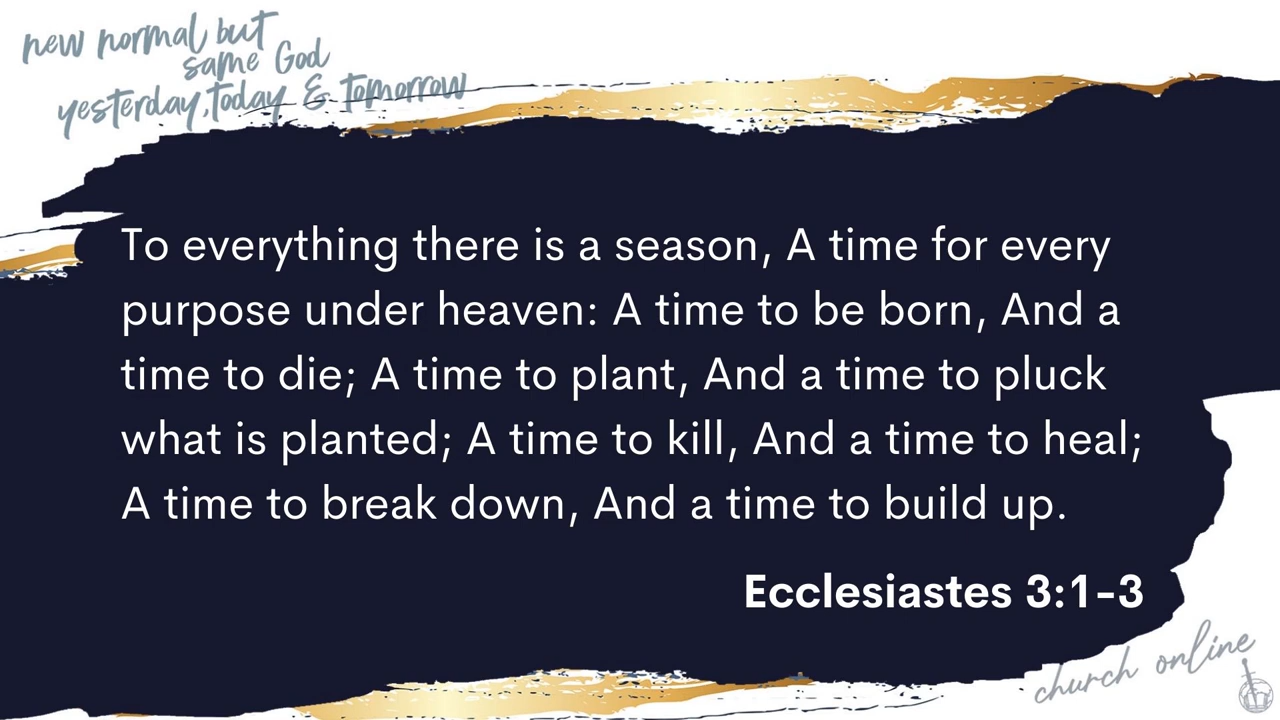 new normal but
same God
yesterday, today & tomorrow
To everything there is a season, A time for every
purpose under heaven: A time to be born, And a
time to die; A time to plant, And a time to pluck
what is planted; A time to kill, And a time to heal;
A time to break down, And a time to build up.
Ecclesiastes 3:1-3
church online